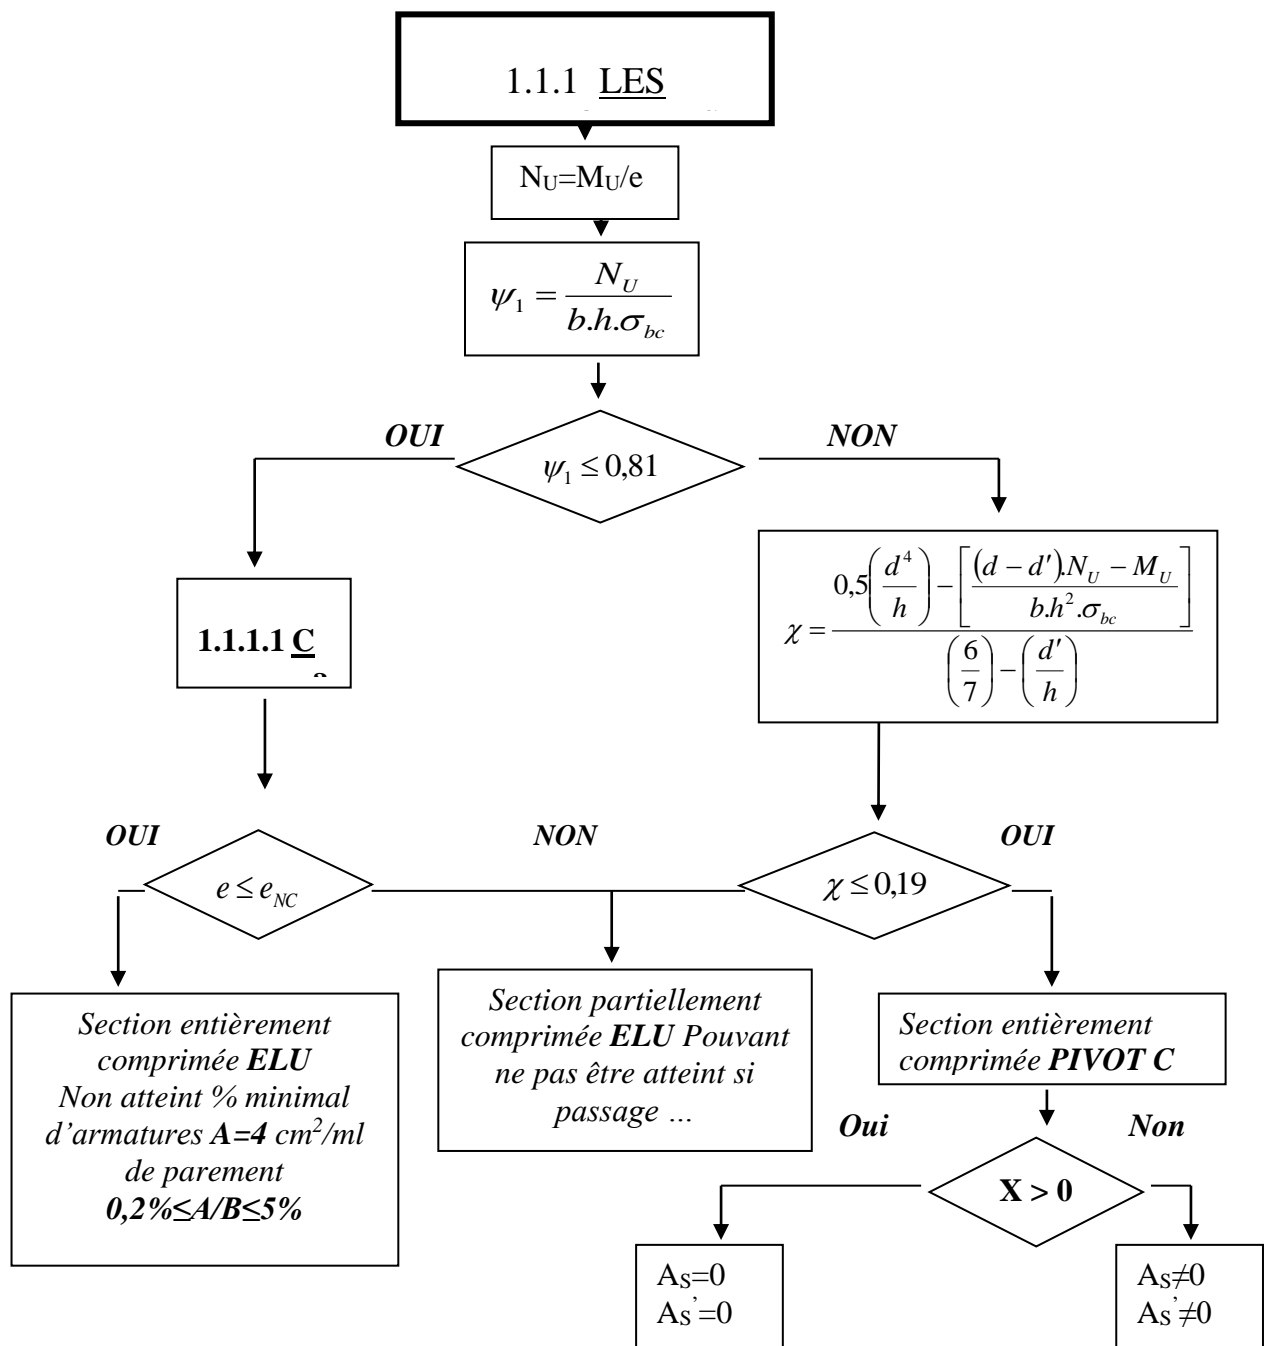 1.1.1 LES
N_U=M_U/e
ψ_1 = N_U / b.h.σ_bc
OUI
NON
ψ_1 ≤ 0,81
1.1.1.1 C
χ = (0,5(d^4/h) − [((d − d′).N_U − M_U) / b.h^2.σ_bc]) / ((6/7) − (d′/h))
OUI
NON
OUI
e ≤ e_NC
χ ≤ 0,19
Section entièrement
comprimée ELU
Non atteint % minimal
d’armatures A=4 cm²/ml
de parement
0,2%≤A/B≤5%
Section partiellement
comprimée ELU Pouvant
ne pas être atteint si
passage …
Section entièrement
comprimée PIVOT C
Oui
Non
X > 0
A_S=0
A_S’=0
A_S≠0
A_S’≠0